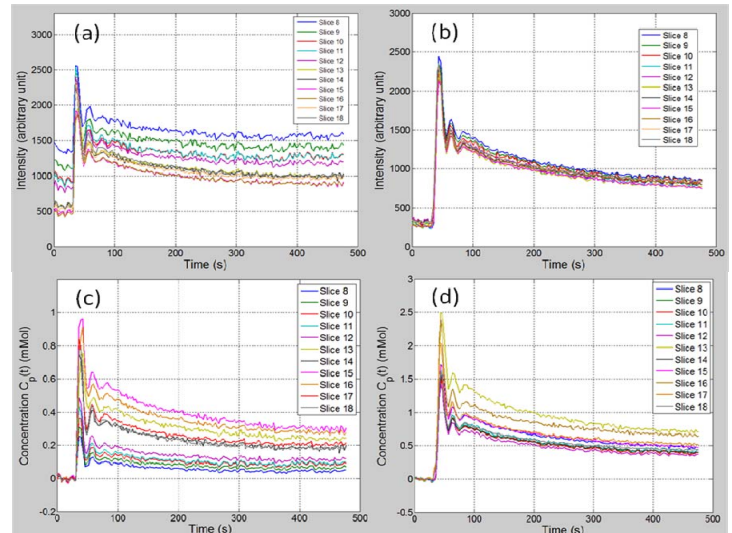 (a)
Slice 8
Slice 9
Slice 10
Slice 11
Slice 12
Slice 13
Slice 14
Slice 15
Slice 16
Slice 17
Slice 18
3000
2500
2000
1500
1000
500
0
0 100 200 300 400 500
Intensity (arbitrary unit)
Time (s)
(b)
Slice 8
Slice 9
Slice 10
Slice 11
Slice 12
Slice 13
Slice 14
Slice 15
Slice 16
Slice 17
Slice 18
3000
2500
2000
1500
1000
500
0
0 100 200 300 400 500
Intensity (arbitrary unit)
Time (s)
(c)
Slice 8
Slice 9
Slice 10
Slice 11
Slice 12
Slice 13
Slice 14
Slice 15
Slice 16
Slice 17
Slice 18
1.2
1
0.8
0.6
0.4
0.2
0
-0.2
0 100 200 300 400 500
Concentration Cp(t) (mMol)
Time (s)
(d)
Slice 8
Slice 9
Slice 10
Slice 11
Slice 12
Slice 13
Slice 14
Slice 15
Slice 16
Slice 17
Slice 18
3
2.5
2
1.5
1
0.5
0
-0.5
0 100 200 300 400 500
Concentration Cp(t) (mMol)
Time (s)